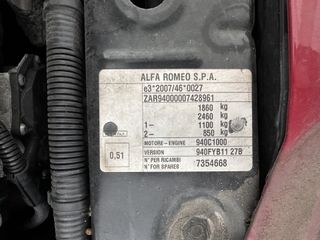 ALFA ROMEO S.P.A.
e3*2007/46*0027
ZAR94000007428961
1860 kg
2460 kg
1- 1100 kg
2- 850 kg
MOTORE - ENGINE 940C1000
VERSION 940FYB11 27B
0,51
N° PER RICAMBI
N° FOR SPARES 7354668